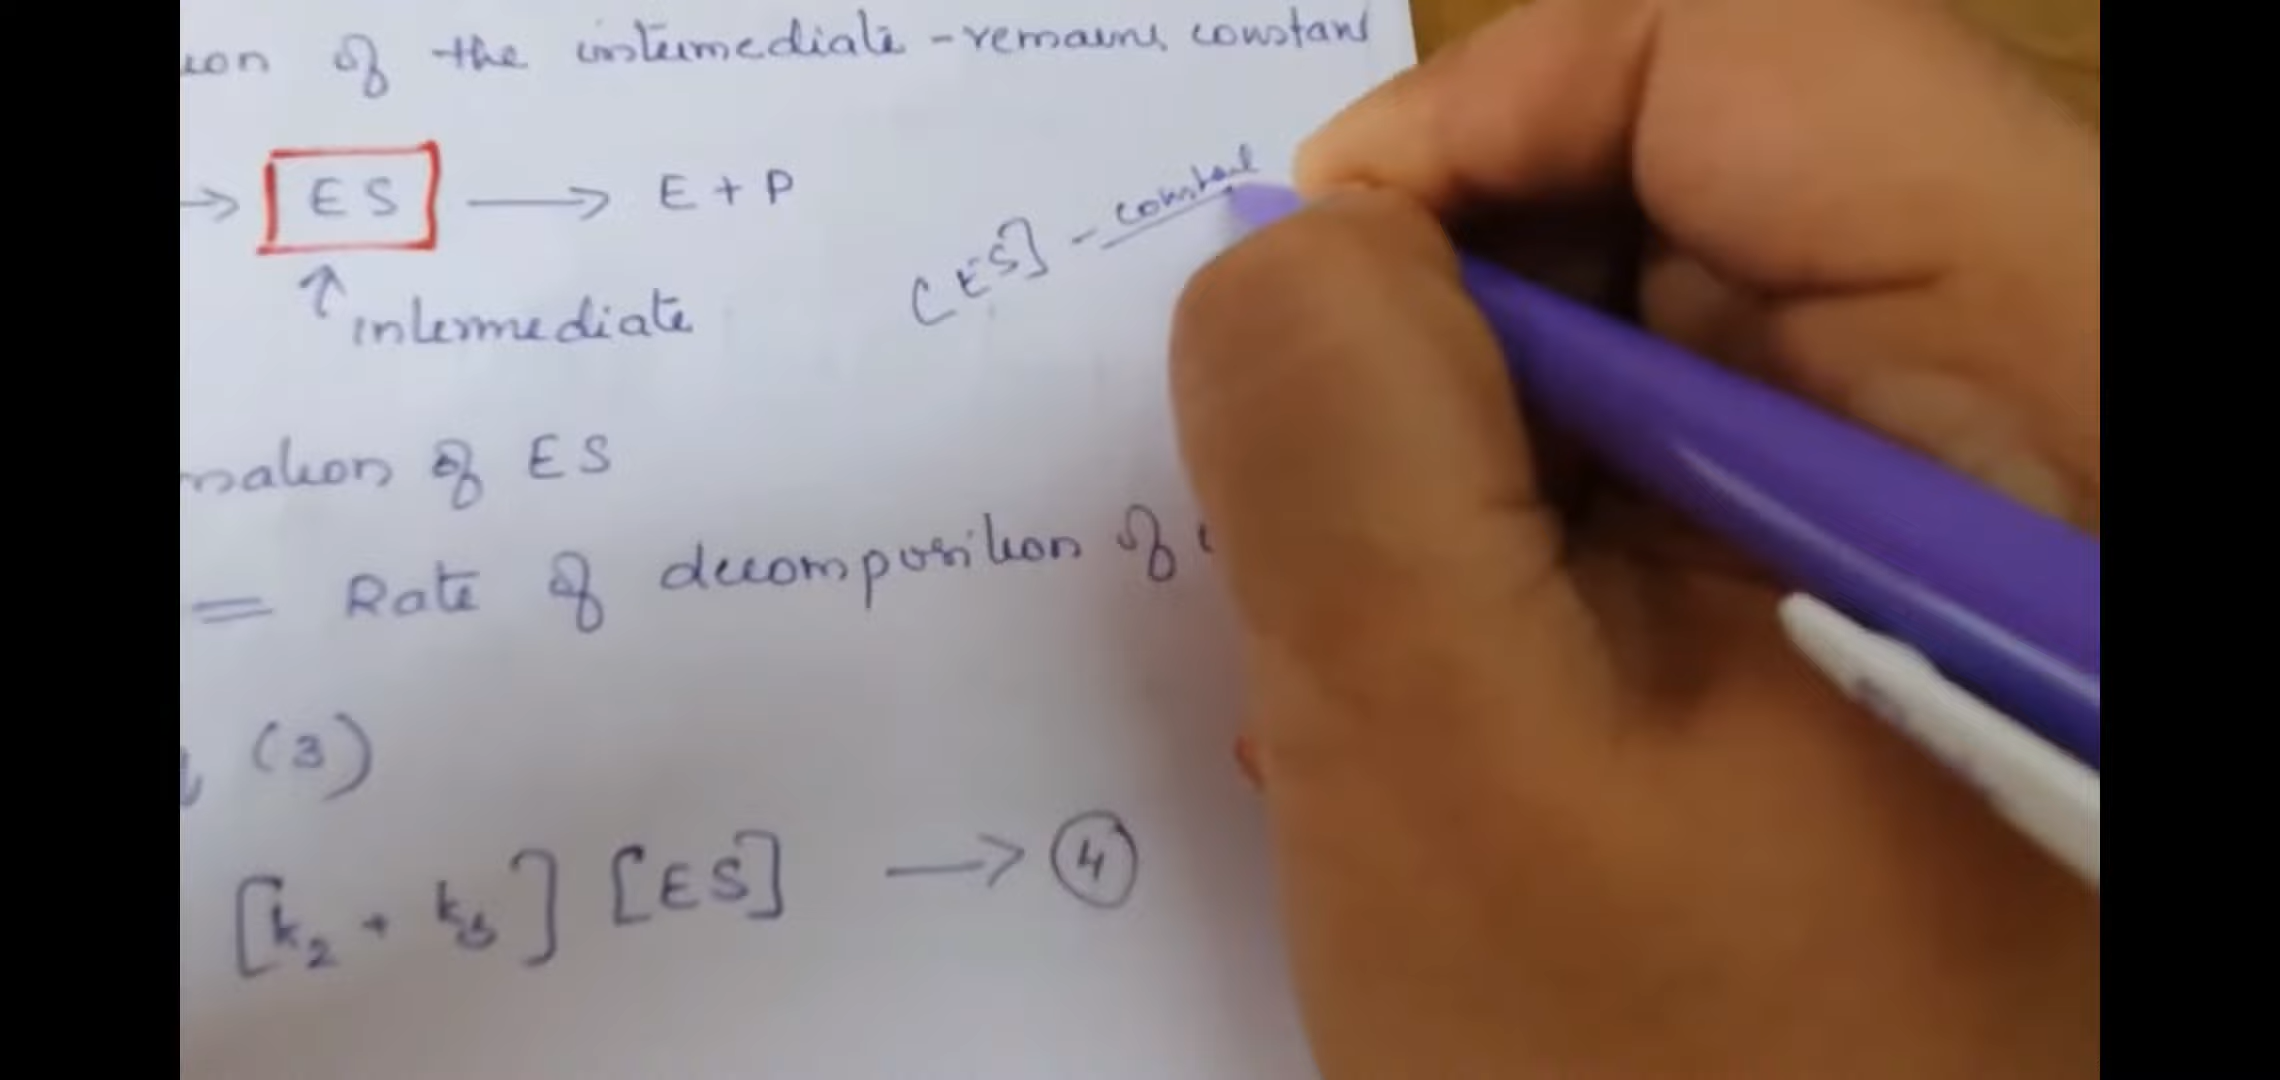 of the intermediate - remains constant
→ ES → E + P
[ES] - constant
↑ intermediate
of ES
= Rate of decomposition of
(3)
[k₂ + k₃] [ES] → 4